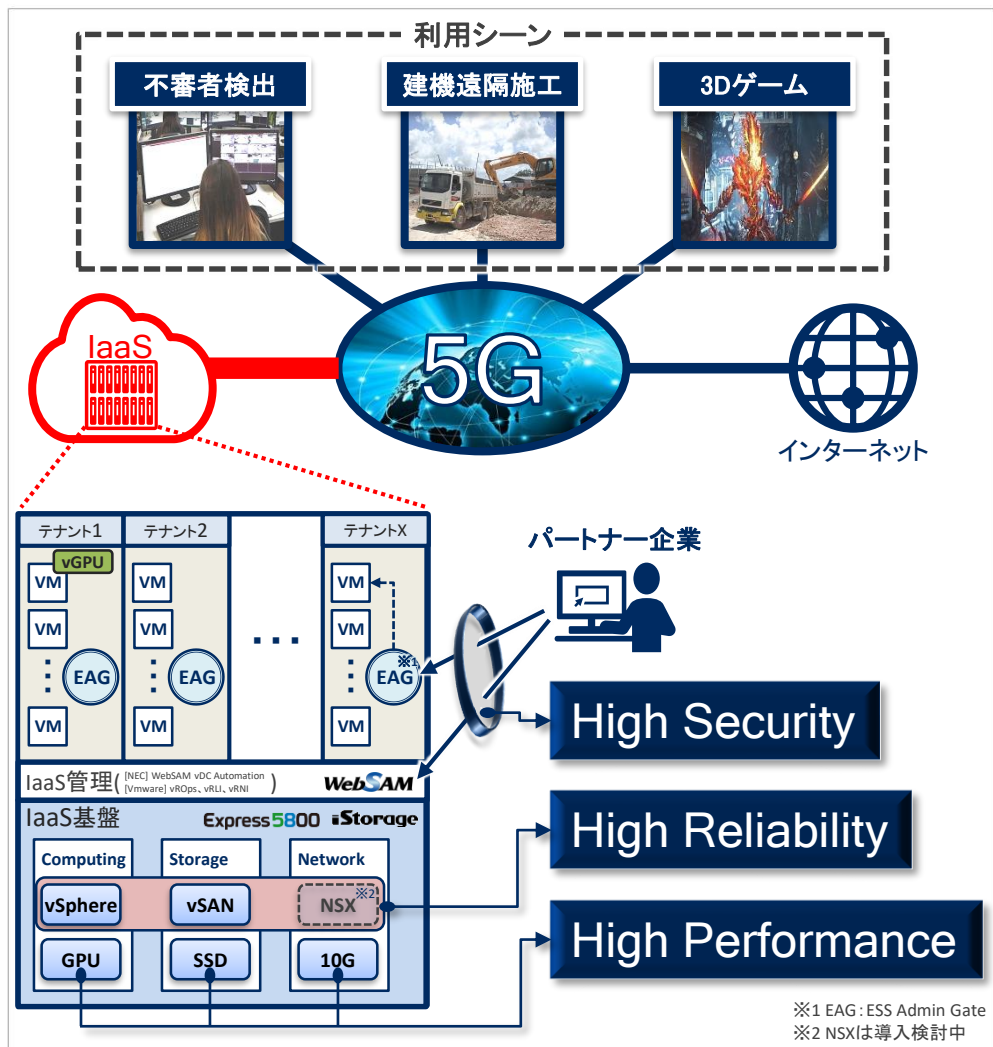 利用シーン
不審者検出
建機遠隔施工
3Dゲーム
5G
IaaS
インターネット
テナント1
テナント2
テナントX
パートナー企業
vGPU
VM
VM
VM
VM
VM
VM
・・・
※1
EAG
EAG
EAG
VM
VM
VM
High Security
IaaS管理( [NEC] WebSAM vDC Automation
[Vmware] vROps、vRLI、vRNI )
WebSAM
IaaS基盤
Express5800
iStorage
High Reliability
Computing
Storage
Network
vSphere
vSAN
NSX ※2
High Performance
GPU
SSD
10G
※1 EAG：ESS Admin Gate
※2 NSXは導入検討中